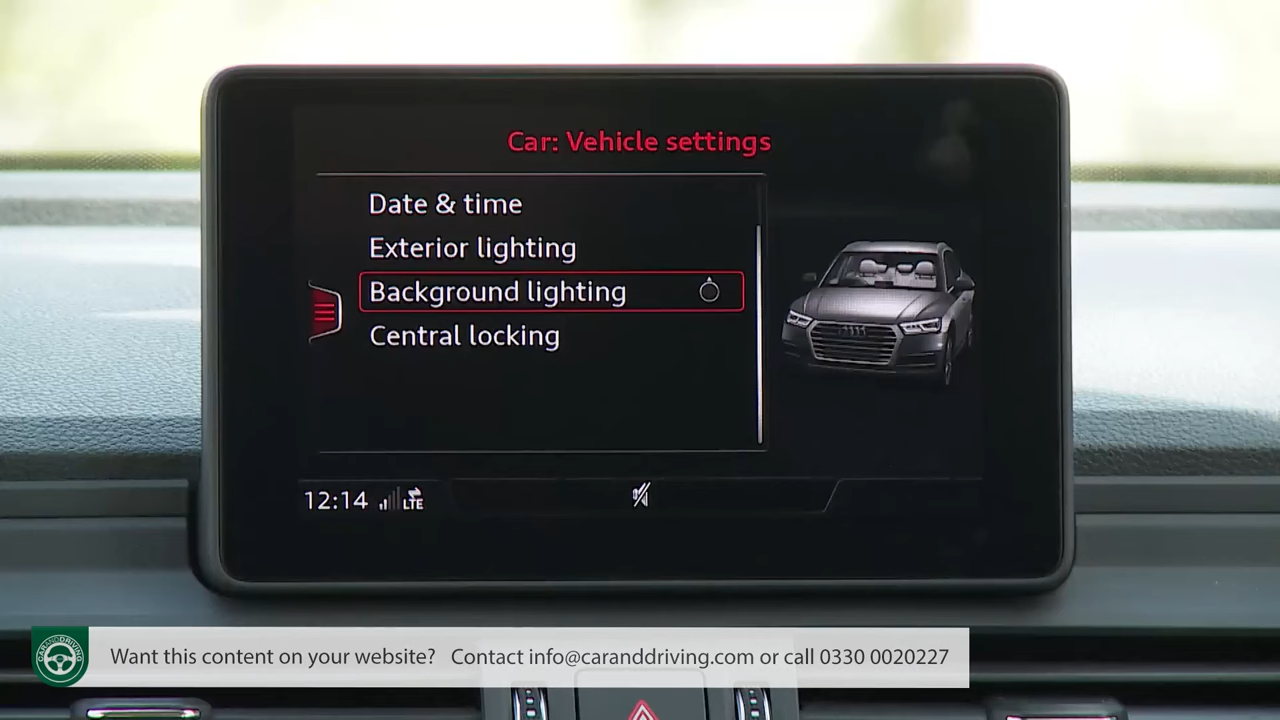 Car: Vehicle settings
Date & time
Exterior lighting
Background lighting
Central locking
12:14 LTE
CARANDDRIVING
Want this content on your website? Contact info@caranddriving.com or call 0330 0020227